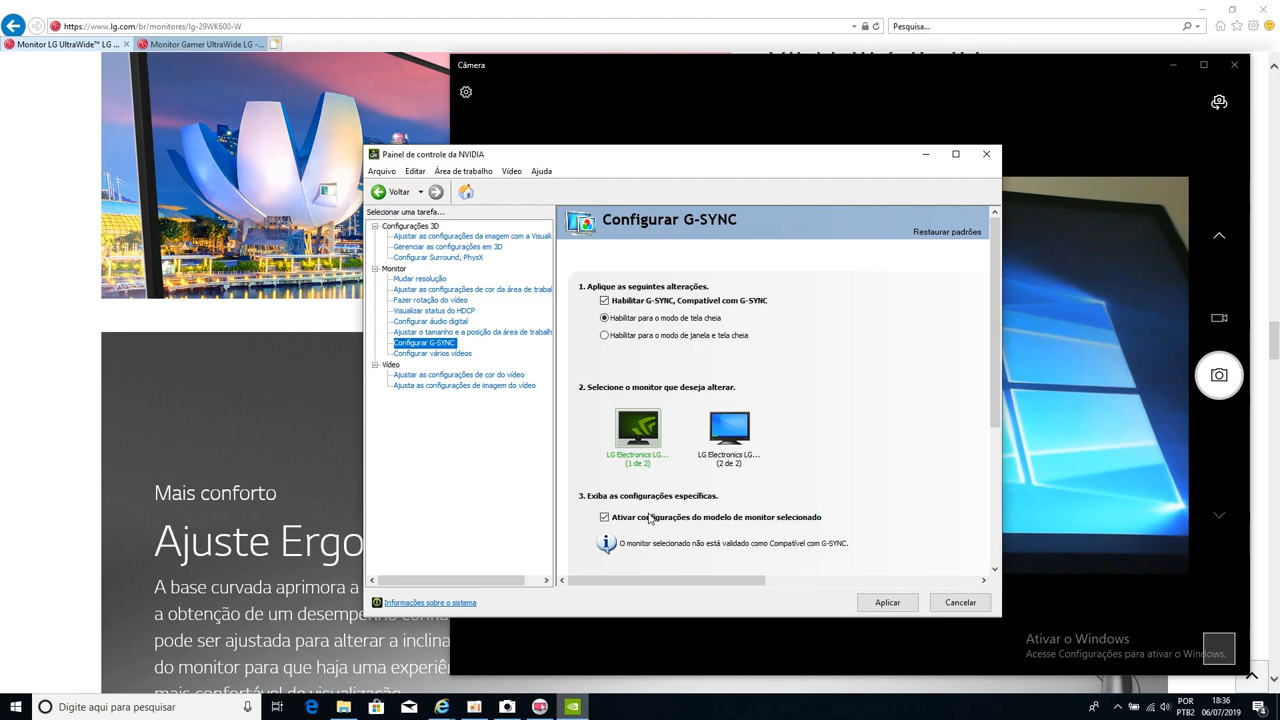 https://www.lg.com/br/monitores/lg-29WK600-W
Pesquisa...
Monitor LG UltraWide™ LG ...
Monitor Gamer UltraWide LG -...
Câmera
Painel de controle da NVIDIA
Arquivo Editar Área de trabalho Vídeo Ajuda
Voltar
Selecionar uma tarefa...
Configurações 3D
Ajustar as configurações da imagem com a Visuali
Gerenciar as configurações em 3D
Configurar Surround, PhysX
Monitor
Mudar resolução
Ajustar as configurações de cor da área de trabal
Fazer rotação do vídeo
Visualizar status do HDCP
Configurar áudio digital
Ajustar o tamanho e a posição da área de trabalh
Configurar G-SYNC
Configurar vários vídeos
Vídeo
Ajustar as configurações de cor do vídeo
Ajusta as configurações de imagem do vídeo
Informações sobre o sistema
Configurar G-SYNC
Restaurar padrões
1. Aplique as seguintes alterações.
Habilitar G-SYNC, Compatível com G-SYNC
Habilitar para o modo de tela cheia
Habilitar para o modo de janela e tela cheia
2. Selecione o monitor que deseja alterar.
LG Electronics LG...
(1 de 2)
LG Electronics LG...
(2 de 2)
3. Exiba as configurações específicas.
Ativar configurações do modelo de monitor selecionado
O monitor selecionado não está validado como Compatível com G-SYNC.
Aplicar
Cancelar
Mais conforto
Ajuste Ergo
A base curvada aprimora a
a obtenção de um desempenho
pode ser ajustada para alterar a inclina
do monitor para que haja uma experiê
mais confortável de visualização
Ativar o Windows
Acesse Configurações para ativar o Windows.
Digite aqui para pesquisar
POR
PTB2
18:36
06/07/2019
4